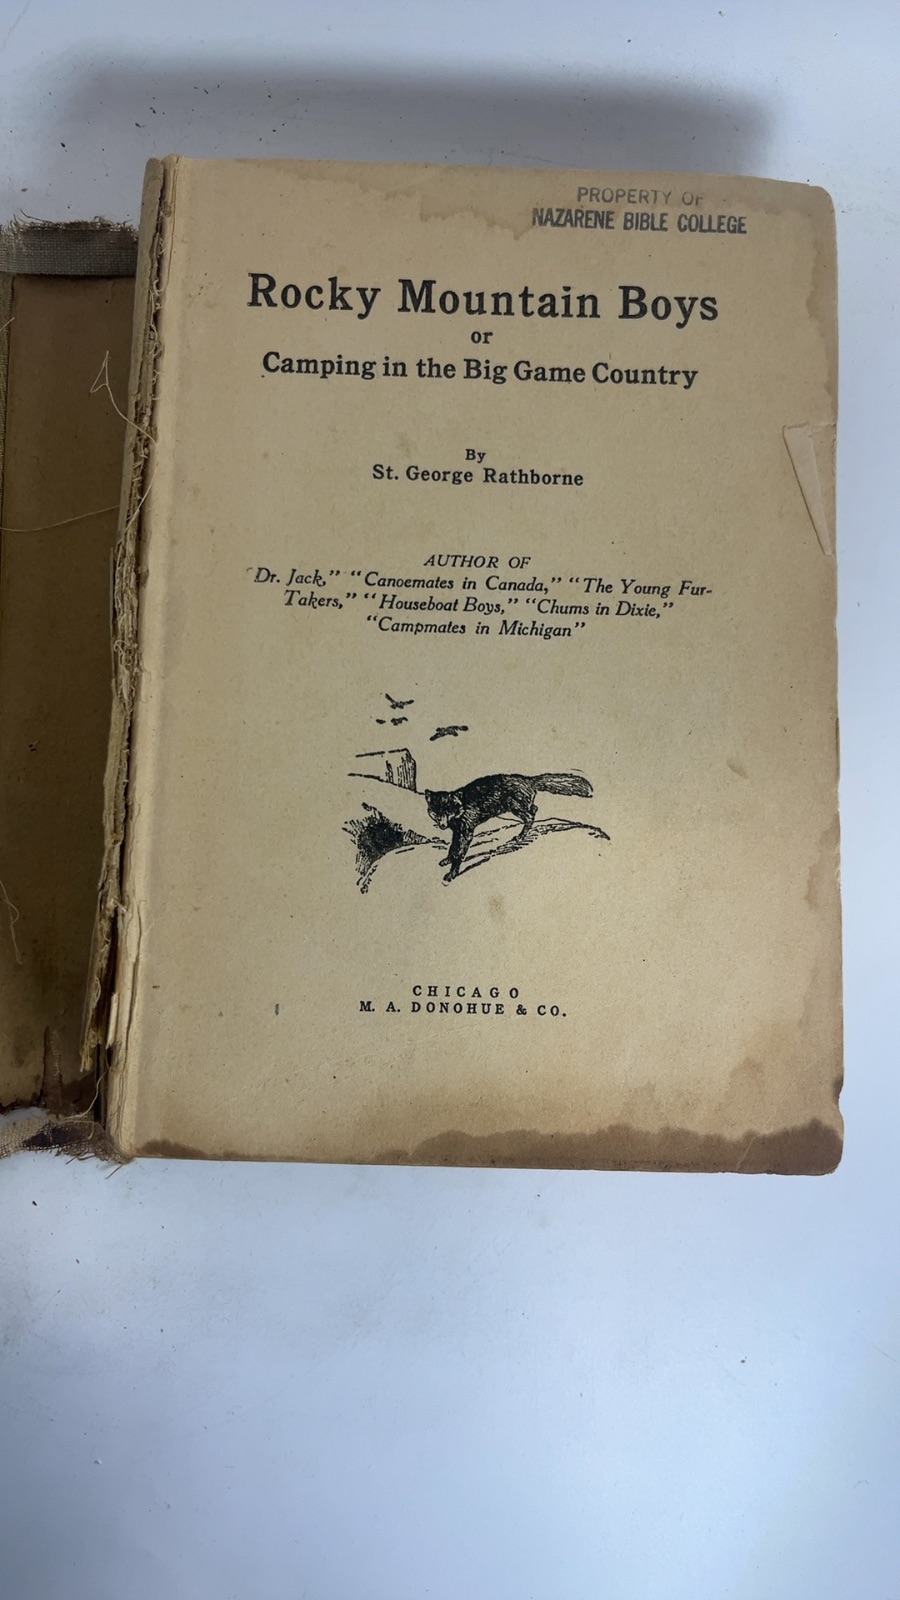 PROPERTY OF
NAZARENE BIBLE COLLEGE
Rocky Mountain Boys
or
Camping in the Big Game Country
By
St. George Rathborne
AUTHOR OF
"Dr. Jack," "Canoemates in Canada," "The Young Fur-
Takers," "Houseboat Boys," "Chums in Dixie,"
"Campmates in Michigan"
CHICAGO
M. A. DONOHUE & CO.